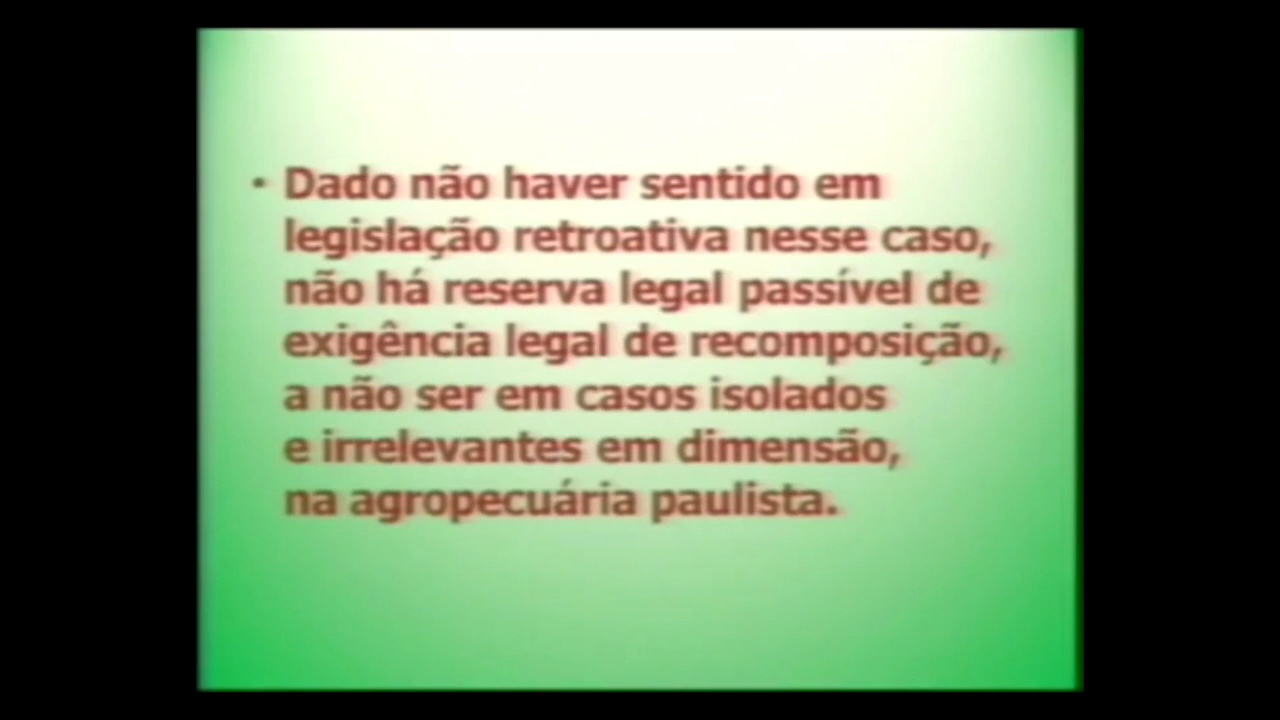 • Dado não haver sentido em
legislação retroativa nesse caso,
não há reserva legal passível de
exigência legal de recomposição,
a não ser em casos isolados
e irrelevantes em dimensão,
na agropecuária paulista.